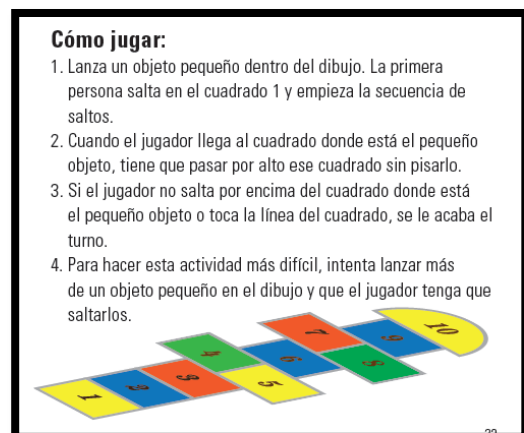 Cómo jugar:
1. Lanza un objeto pequeño dentro del dibujo. La primera
persona salta en el cuadrado 1 y empieza la secuencia de
saltos.
2. Cuando el jugador llega al cuadrado donde está el pequeño
objeto, tiene que pasar por alto ese cuadrado sin pisarlo.
3. Si el jugador no salta por encima del cuadrado donde está
el pequeño objeto o toca la línea del cuadrado, se le acaba el
turno.
4. Para hacer esta actividad más difícil, intenta lanzar más
de un objeto pequeño en el dibujo y que el jugador tenga que
saltarlos.
1
2
3
4
5
6
7
8
9
10